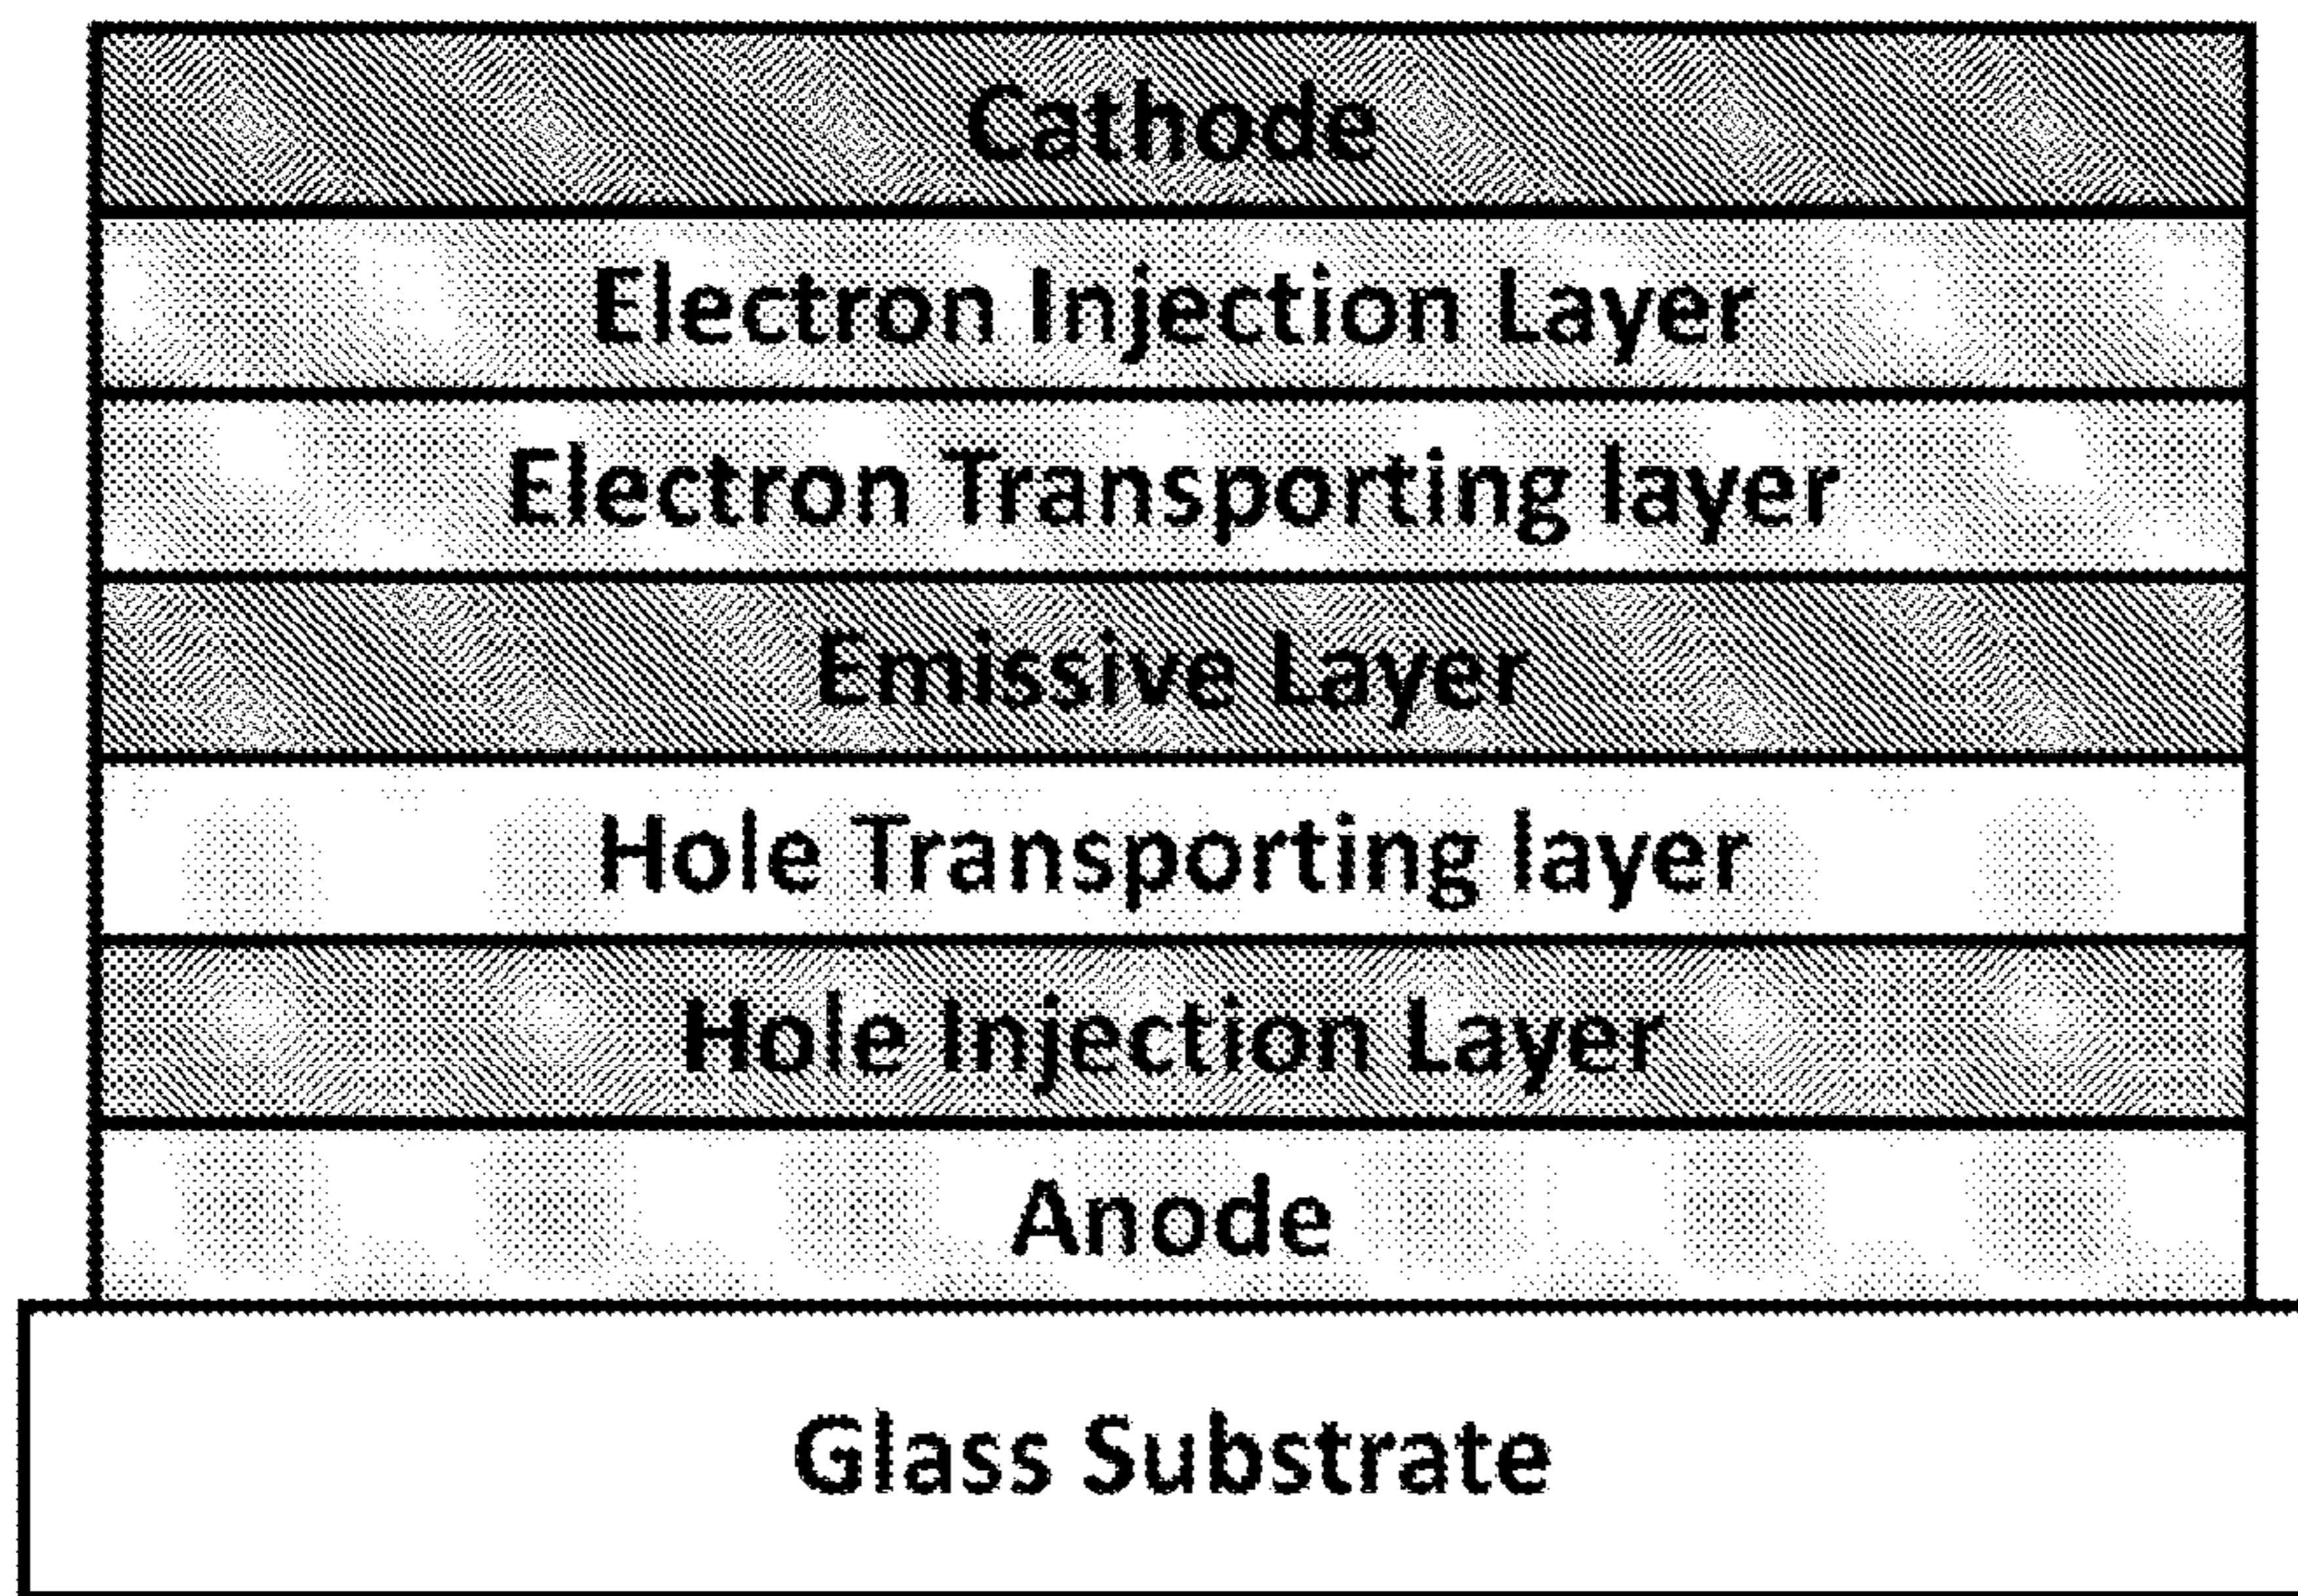 Cathode
Electron Injection Layer
Electron Transporting layer
Emissive Layer
Hole Transporting layer
Hole Injection Layer
Anode
Glass Substrate